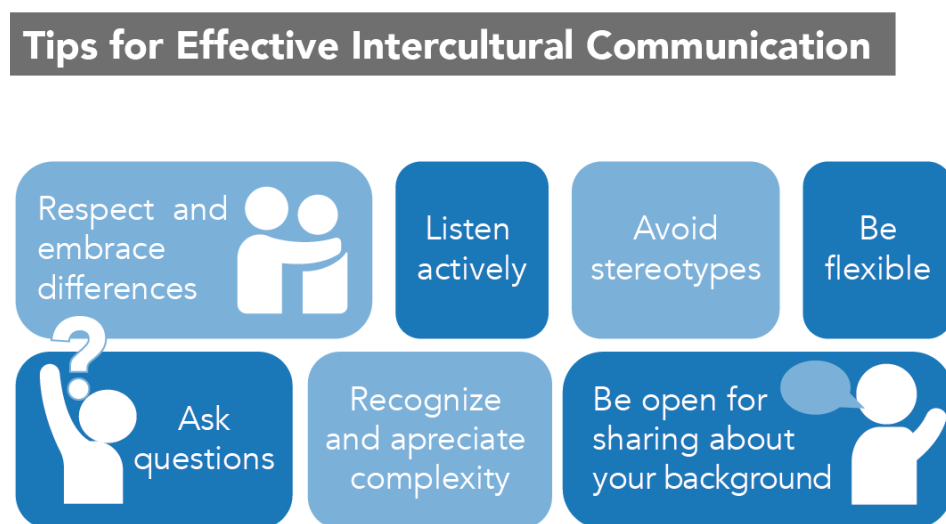 Tips for Effective Intercultural Communication
Respect and
embrace
differences
Listen
actively
Avoid
stereotypes
Be
flexible
?
Ask
questions
Recognize
and apreciate
complexity
Be open for
sharing about
your background